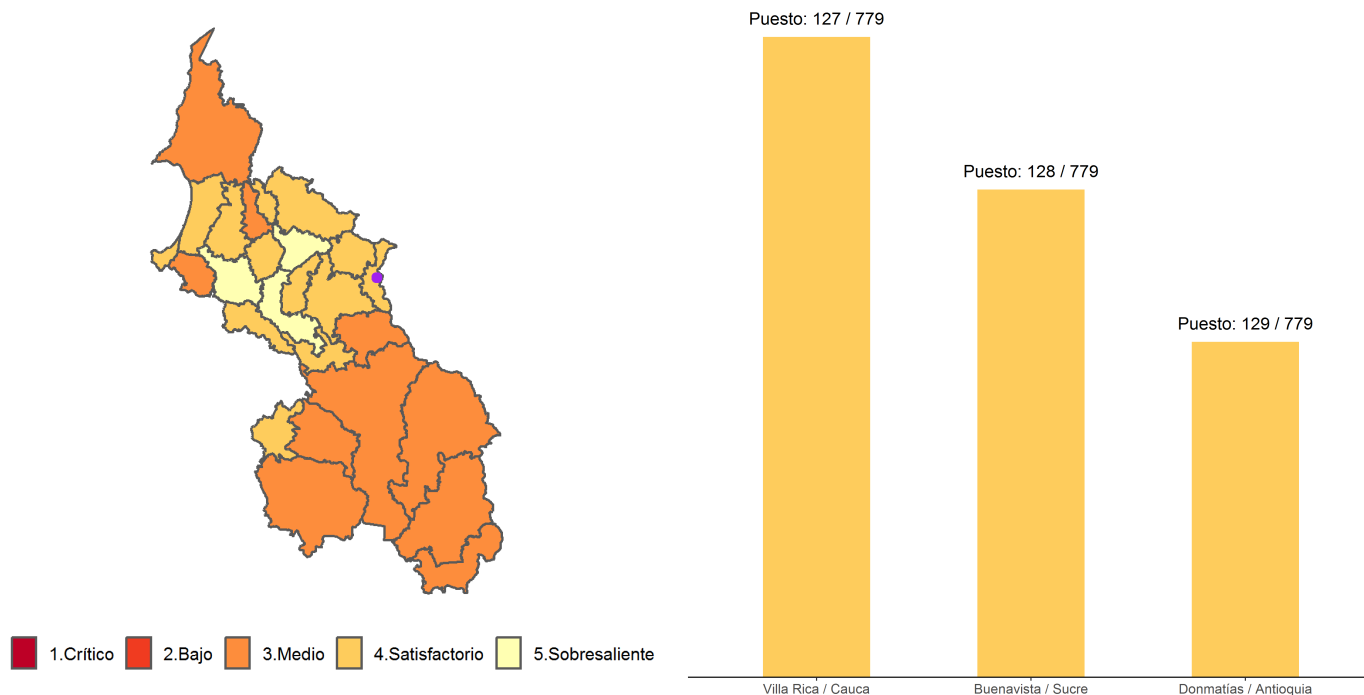 Puesto: 127 / 779
Puesto: 128 / 779
Puesto: 129 / 779
1.Crítico
2.Bajo
3.Medio
4.Satisfactorio
5.Sobresaliente
Villa Rica / Cauca
Buenavista / Sucre
Donmatías / Antioquia